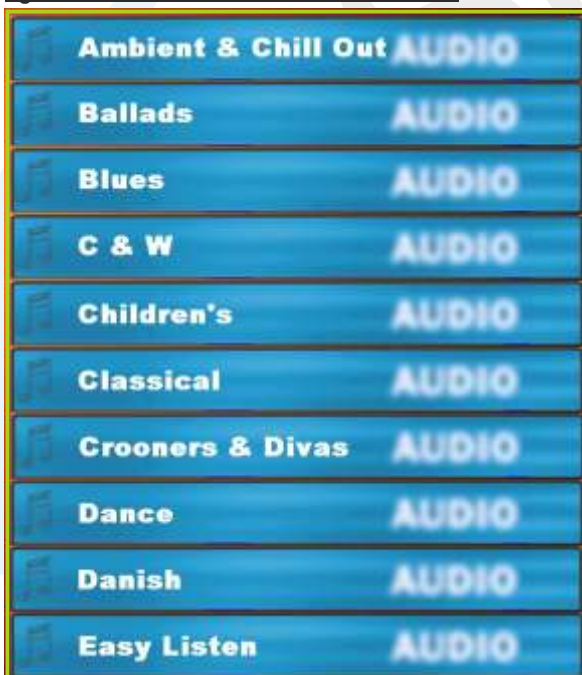 Ambient & Chill Out AUDIO
Ballads AUDIO
Blues AUDIO
C & W AUDIO
Children's AUDIO
Classical AUDIO
Crooners & Divas AUDIO
Dance AUDIO
Danish AUDIO
Easy Listen AUDIO